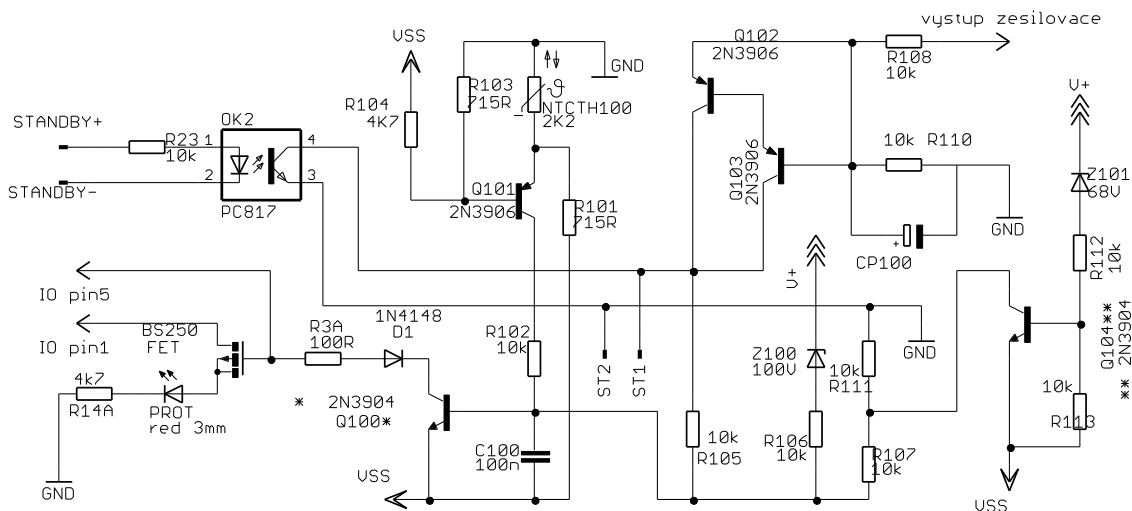 vystup zesilovace
VSS
Q102
2N3906
GND
R108
10k
V+
R103
715R
ϑ
NTCTH100
2K2
R104
4K7
STANDBY+
OK2
R23
10k
1
4
2
3
STANDBY-
PC817
10k R110
Q103
2N3906
Z101
68V
Q101
2N3906
R101
715R
GND
+
CP100
R112
10k
IO pin5
V+
BS250
FET
IO pin1
1N4148
D1
R3A
100R
R102
10k
Z100
100V
GND
Q104**
** 2N3904
ST2
ST1
10k
R111
4k7
R14A
PROT
red 3mm
*
2N3904
Q100*
10k
R113
C100
100n
10k
R105
R106
10k
R107
10k
VSS
GND
VSS